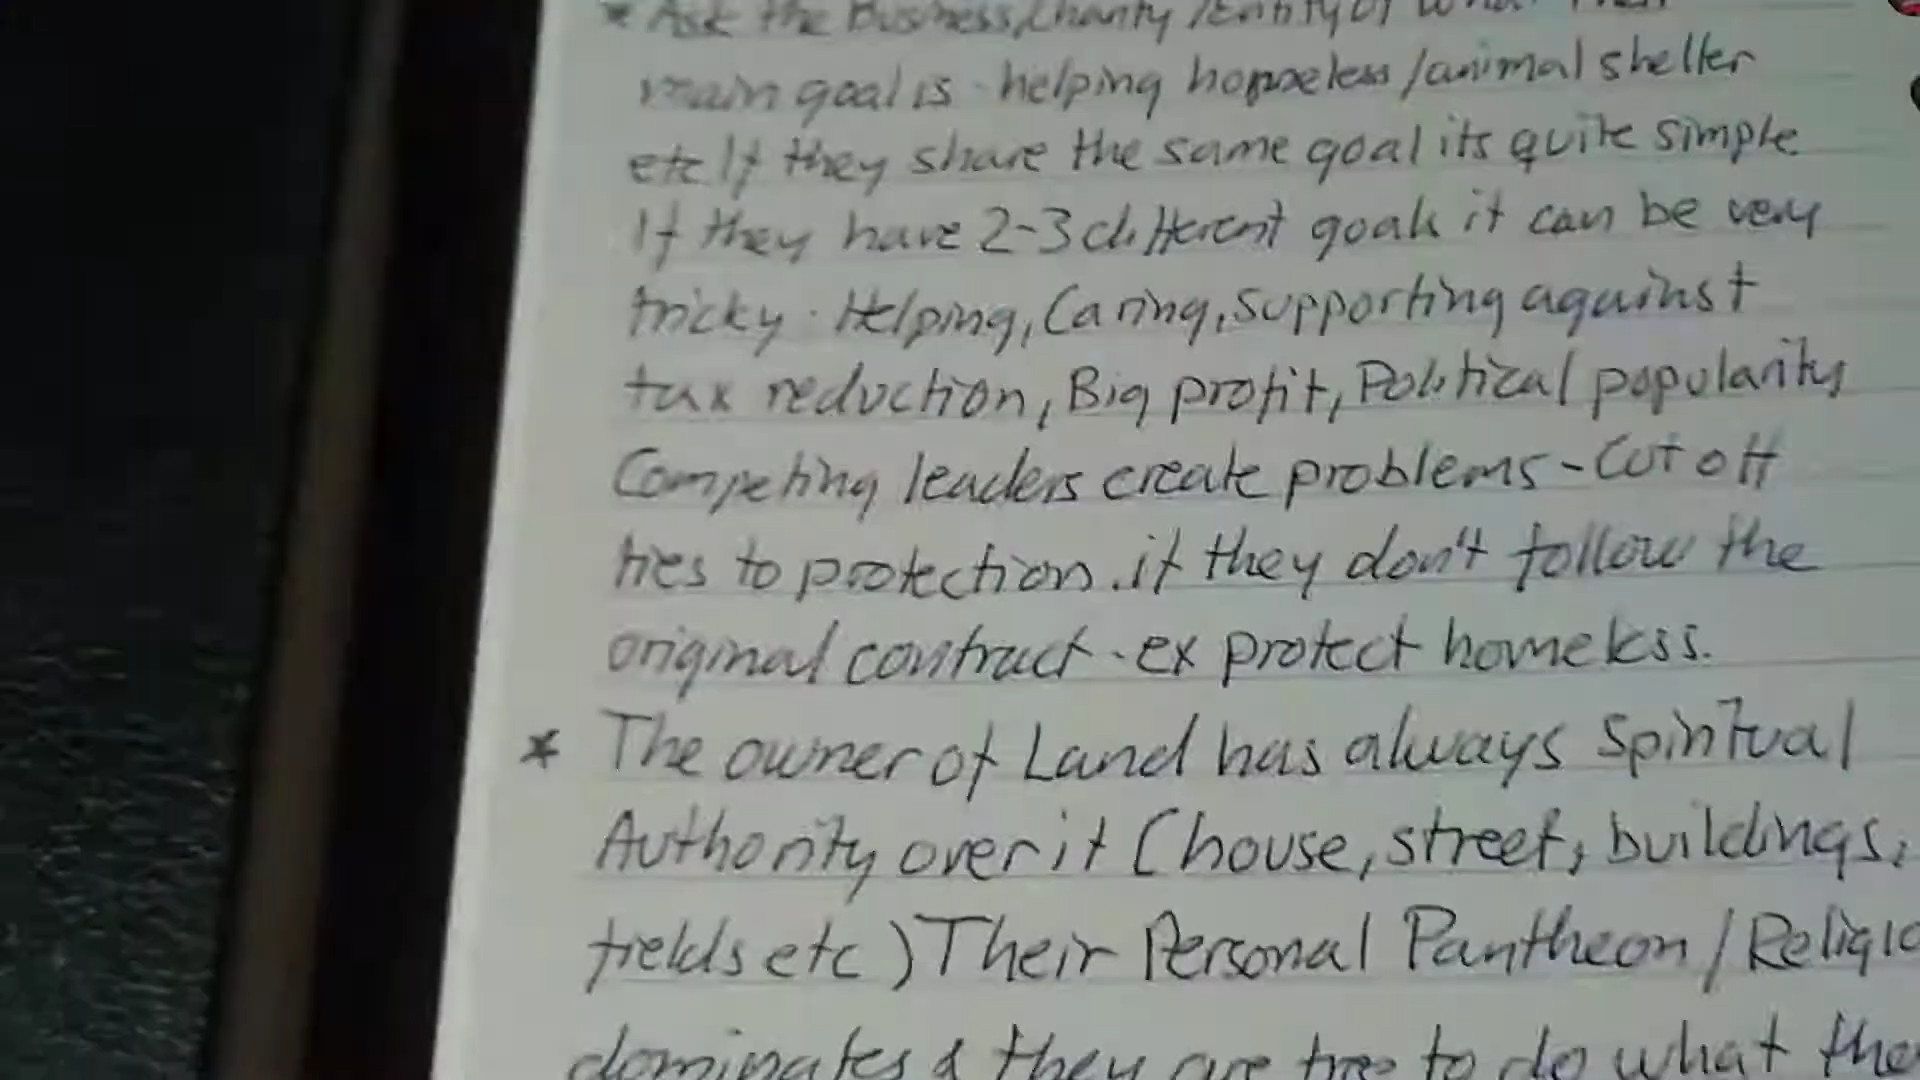 * Ask the Business, Charity / Entity of what their
main goal is - helping homeless / animal shelter
etc If they share the same goal its quite simple
If they have 2-3 different goals it can be very
tricky. Helping, Caring, Supporting against
tax reduction, Big profit, Political popularity
Competing leaders create problems - Cut off
ties to protection. if they don't follow the
original contract - ex protect homeless.
* The owner of Land has always Spiritual
Authority over it (house, street, buildings,
fields etc) Their Personal Pantheon / Religio
dominates & they are free to do what the